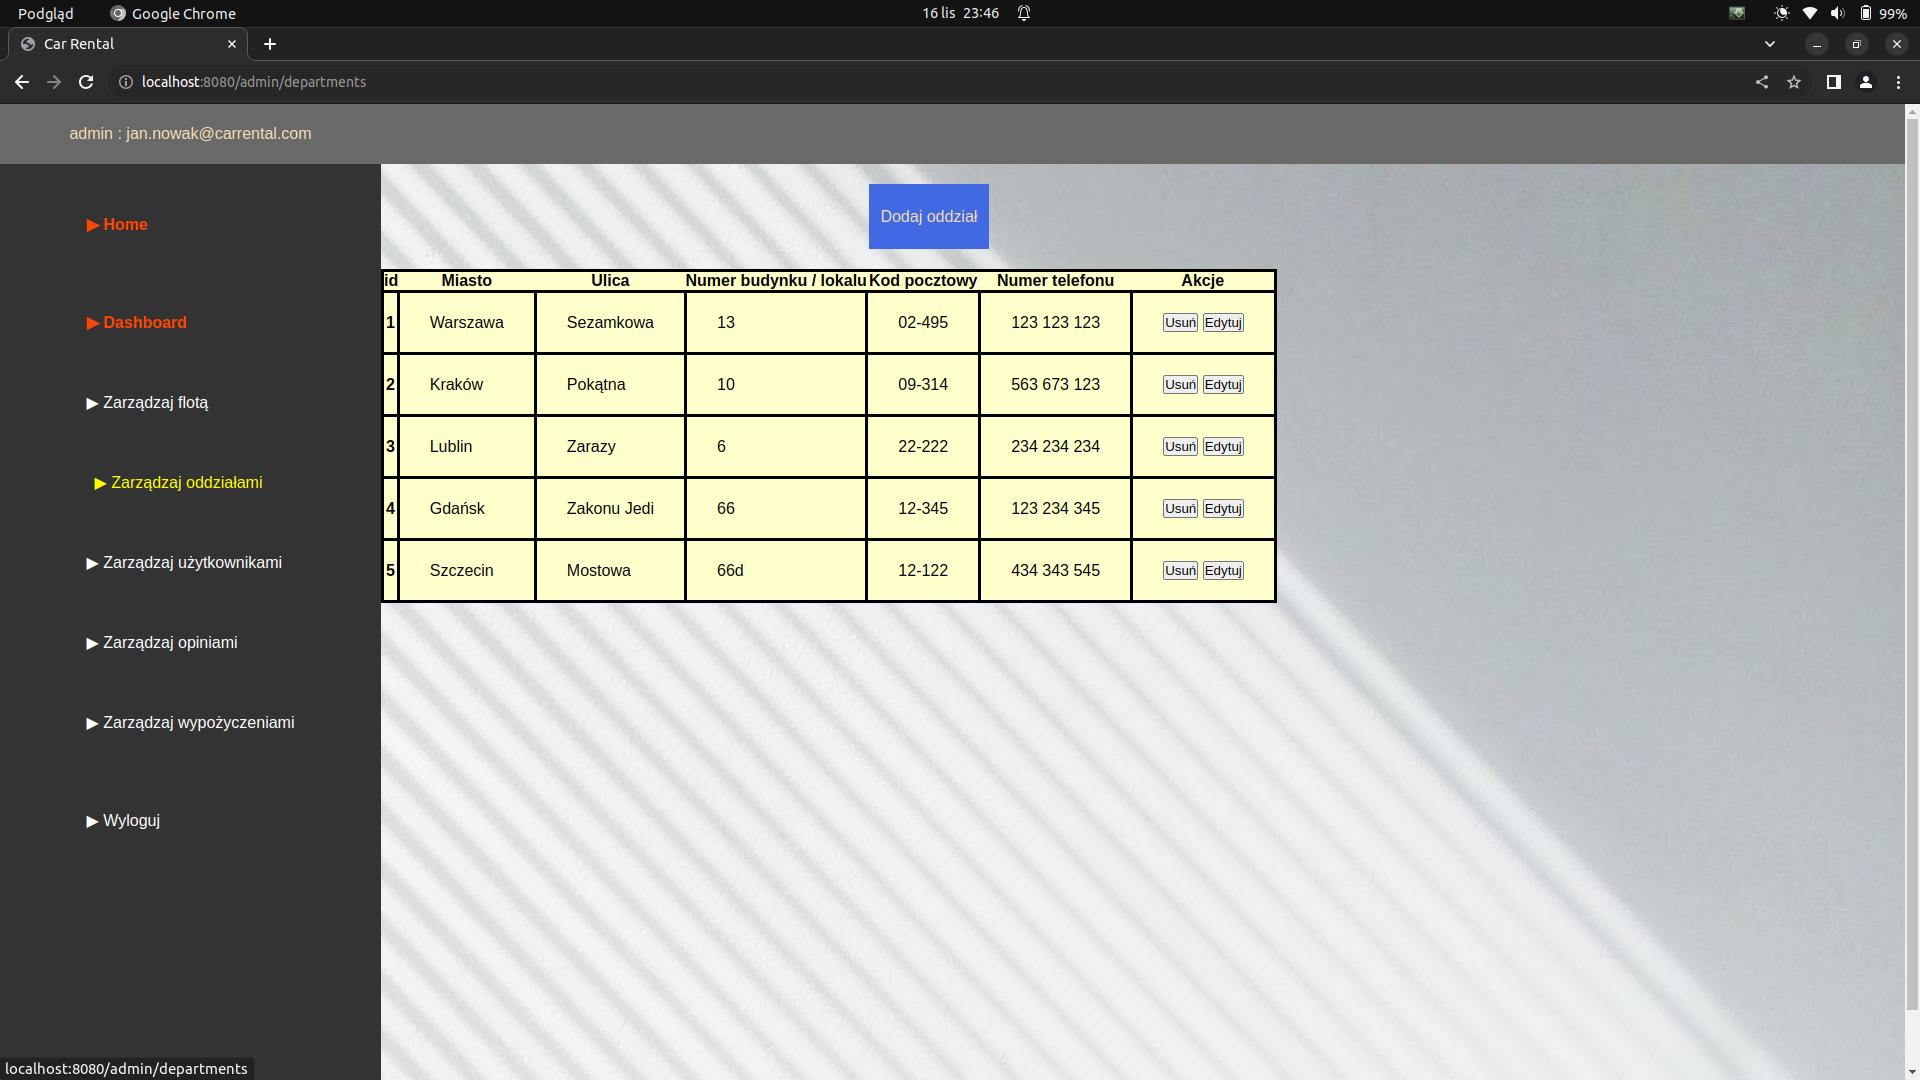 Podgląd Google Chrome 16 lis 23:46 99%
Car Rental
localhost:8080/admin/departments
admin : jan.nowak@carrental.com
▶ Home
▶ Dashboard
▶ Zarządzaj flotą
▶ Zarządzaj oddziałami
▶ Zarządzaj użytkownikami
▶ Zarządzaj opiniami
▶ Zarządzaj wypożyczeniami
▶ Wyloguj
Dodaj oddział
id Miasto Ulica Numer budynku / lokalu Kod pocztowy Numer telefonu Akcje
1 Warszawa Sezamkowa 13 02-495 123 123 123 Usuń Edytuj
2 Kraków Pokątna 10 09-314 563 673 123 Usuń Edytuj
3 Lublin Zarazy 6 22-222 234 234 234 Usuń Edytuj
4 Gdańsk Zakonu Jedi 66 12-345 123 234 345 Usuń Edytuj
5 Szczecin Mostowa 66d 12-122 434 343 545 Usuń Edytuj
localhost:8080/admin/departments